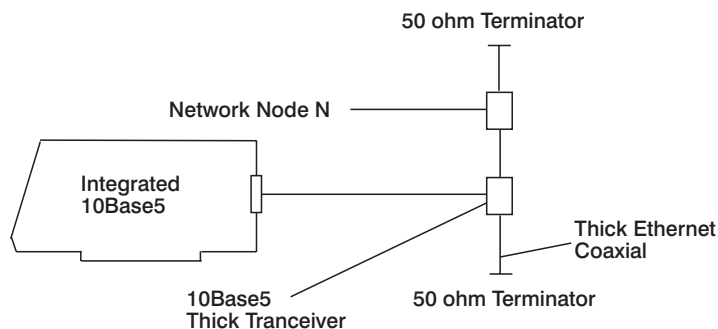 50 ohm Terminator
Network Node N
Integrated
10Base5
Thick Ethernet
Coaxial
10Base5
Thick Tranceiver
50 ohm Terminator